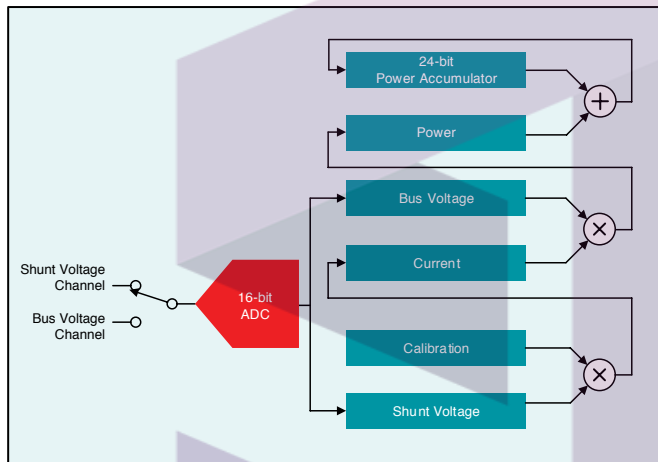 24-bit
Power Accumulator
Power
Bus Voltage
Current
Shunt Voltage
Channel
16-bit
ADC
Bus Voltage
Channel
Calibration
Shunt Voltage